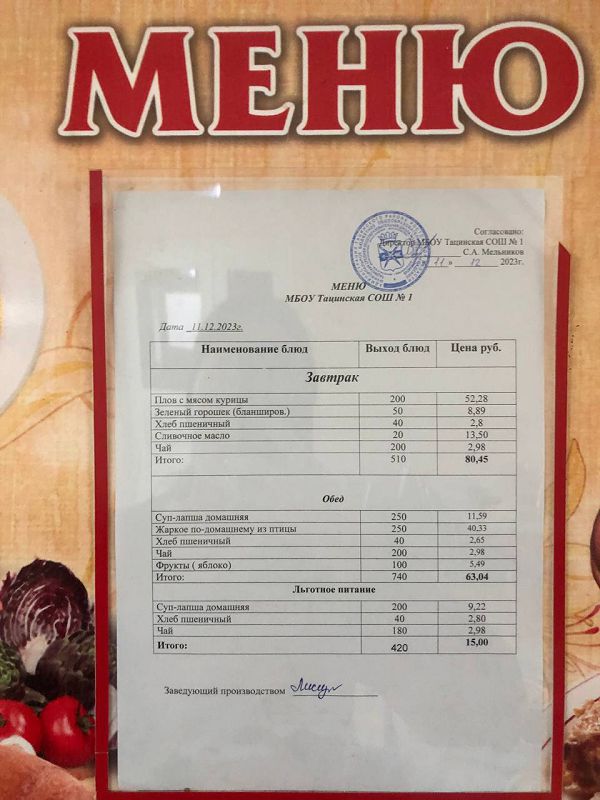 МЕНЮ
Согласовано:
Директор МБОУ Тацинская СОШ № 1
С.А. Мельников
11 » 12 2023г.
МЕНЮ
МБОУ Тацинская СОШ № 1
Дата 11.12.2023г.
Наименование блюд Выход блюд Цена руб.
Завтрак
Плов с мясом курицы 200 52,28
Зеленый горошек (бланширов.) 50 8,89
Хлеб пшеничный 40 2,8
Сливочное масло 20 13,50
Чай 200 2,98
Итого: 510 80,45
Обед
Суп-лапша домашняя 250 11,59
Жаркое по-домашнему из птицы 250 40,33
Хлеб пшеничный 40 2,65
Чай 200 2,98
Фрукты ( яблоко) 100 5,49
Итого: 740 63,04
Льготное питание
Суп-лапша домашняя 200 9,22
Хлеб пшеничный 40 2,80
Чай 180 2,98
Итого: 420 15,00
Заведующий производством